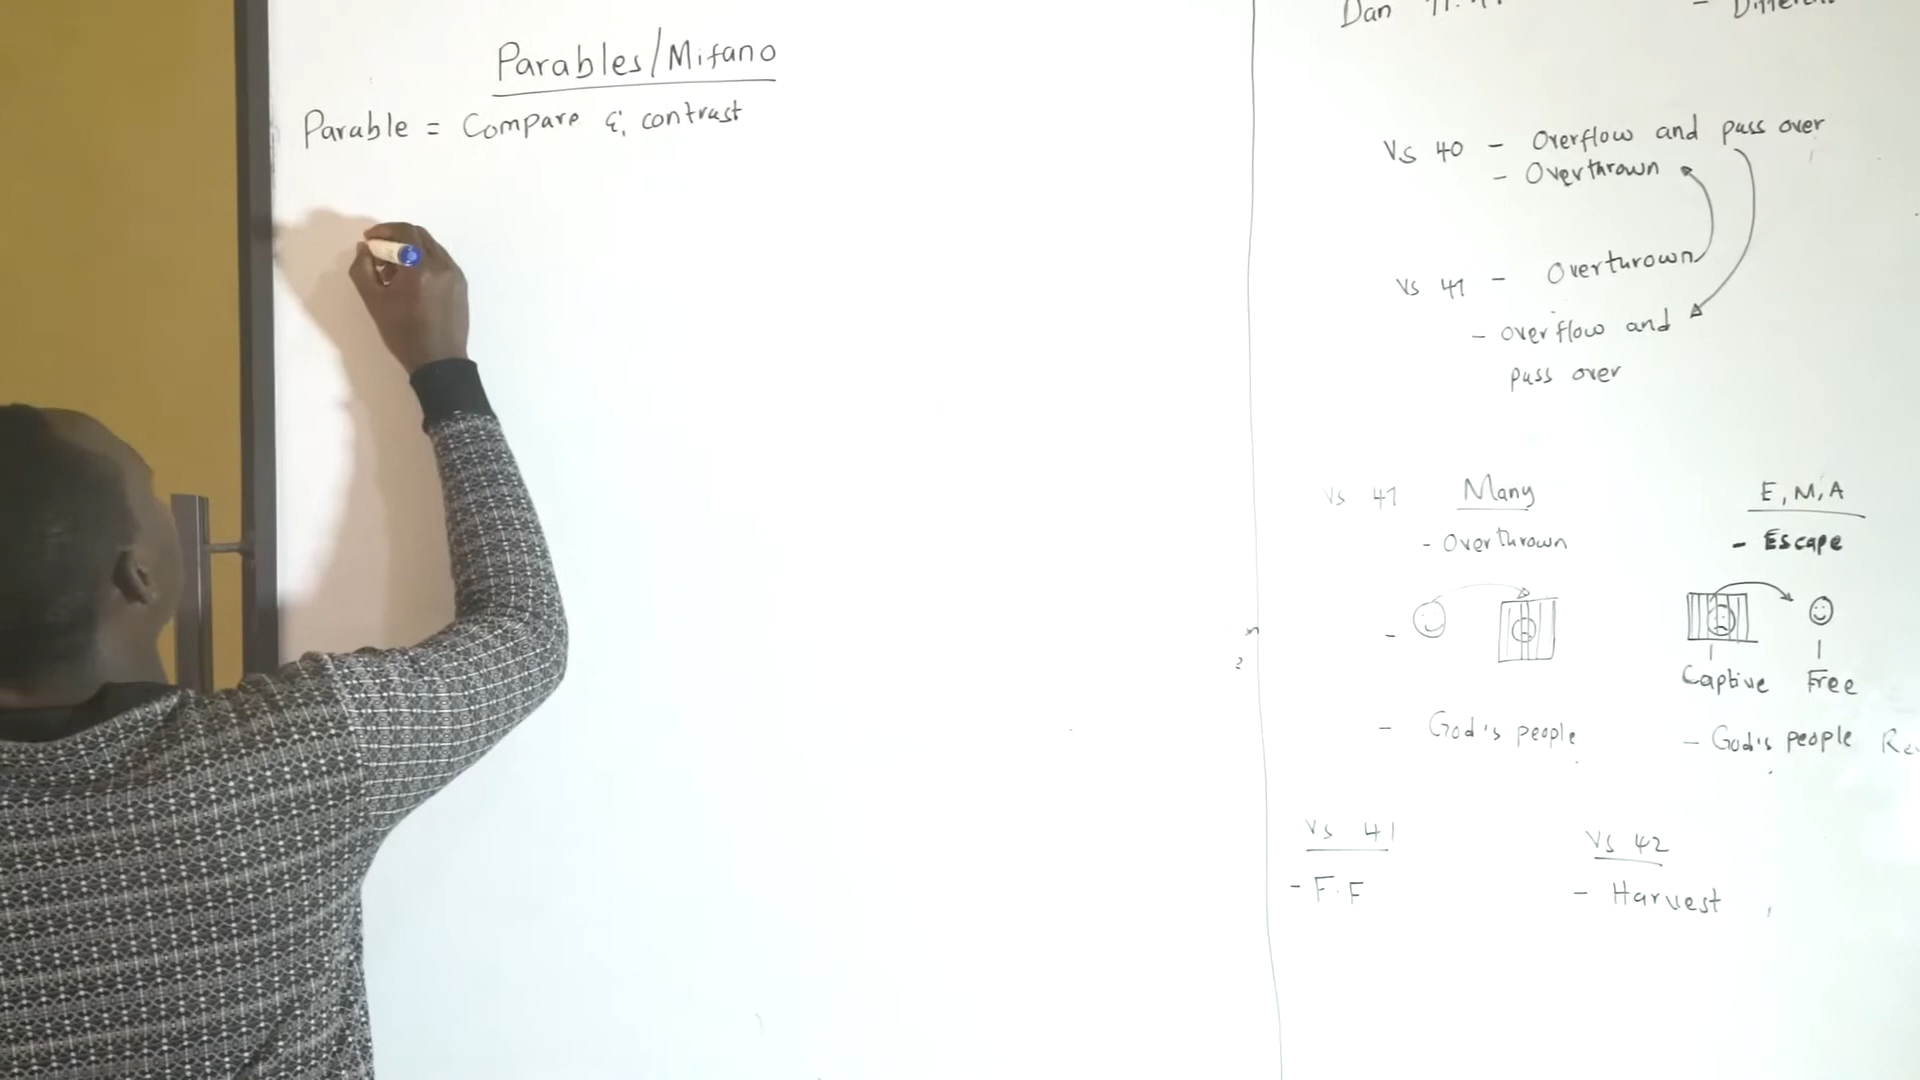 Parables/Mifano
Parable = Compare & contrast
Dan
Vs 40 - Overflow and pass over
- Overthrown
Vs 41 - Overthrown
- overflow and
pass over
Vs 41 Many
- Overthrown
- God's people
E, M, A
- Escape
Captive Free
- God's people
Vs 41
- F.F
Vs 42
- Harvest